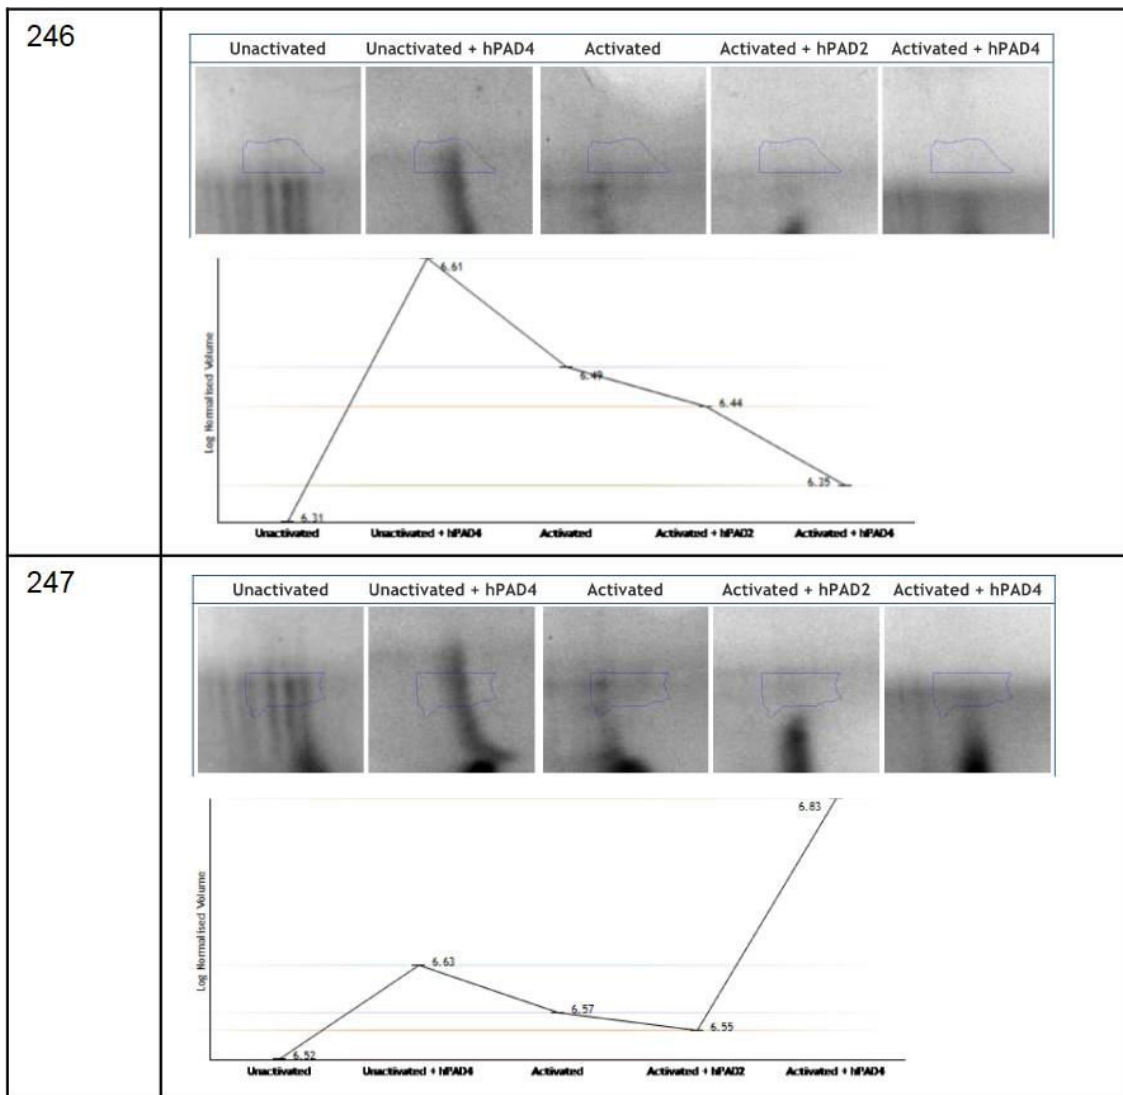 246
Unactivated Unactivated + hPAD4 Activated Activated + hPAD2 Activated + hPAD4
6.61
6.49
6.44
6.35
6.31
Log Normalised Volume
Unactivated Unactivated + hPAD4 Activated Activated + hPAD2 Activated + hPAD4
247
Unactivated Unactivated + hPAD4 Activated Activated + hPAD2 Activated + hPAD4
6.83
6.63
6.57
6.55
6.52
Log Normalised Volume
Unactivated Unactivated + hPAD4 Activated Activated + hPAD2 Activated + hPAD4